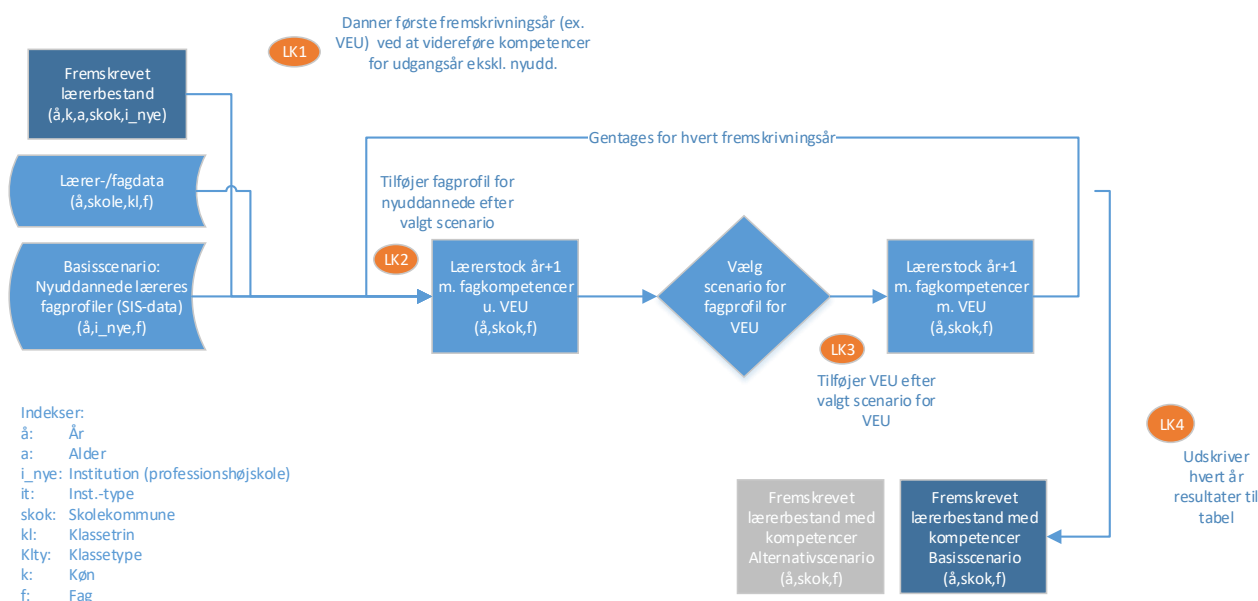 LK1
Danner første fremskrivningsår (ex.
VEU) ved at videreføre kompetencer
for udgangsår ekskl. nyudd.
Fremskrevet
lærerbestand
(å,k,a,skok,i_nye)
Gentages for hvert fremskrivningsår
Lærer-/fagdata
(å,skole,kl,f)
Tilføjer fagprofil for
nyuddannede efter
valgt scenario
LK2
Basisscenario:
Nyuddannede læreres
fagprofiler (SIS-data)
(å,i_nye,f)
Lærerstock år+1
m. fagkompetencer
u. VEU
(å,skok,f)
Vælg
scenario for
fagprofil for
VEU
Lærerstock år+1
m. fagkompetencer
m. VEU
(å,skok,f)
LK3
Tilføjer VEU efter
valgt scenario for
VEU
LK4
Udskriver
hvert år
resultater til
tabel
Indekser:
å: År
a: Alder
i_nye: Institution (professionshøjskole)
it: Inst.-type
skok: Skolekommune
kl: Klassetrin
Klty: Klassetype
k: Køn
f: Fag
Fremskrevet
lærerbestand med
kompetencer
Alternativscenario
(å,skok,f)
Fremskrevet
lærerbestand med
kompetencer
Basisscenario
(å,skok,f)